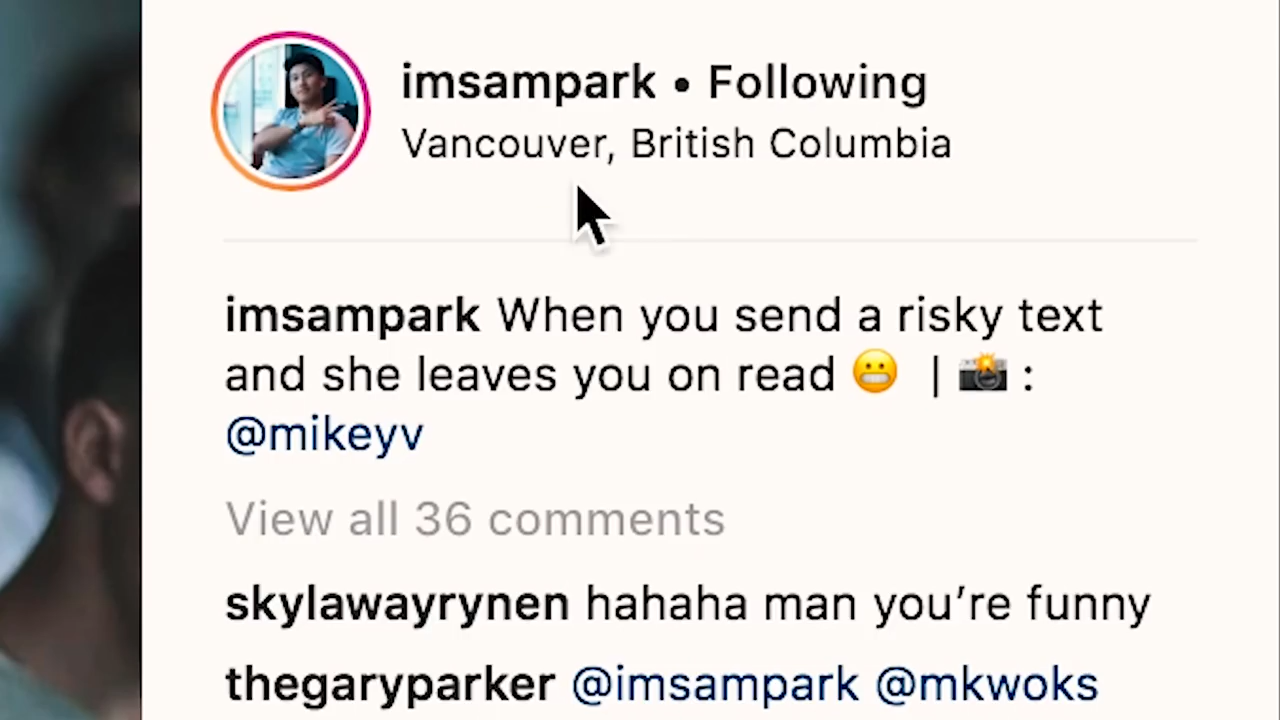 imsampark • Following
Vancouver, British Columbia
imsampark When you send a risky text
and she leaves you on read 😬 | 📸 :
@mikeyv
View all 36 comments
skylawayrynen hahaha man you’re funny
thegaryparker @imsampark @mkwoks